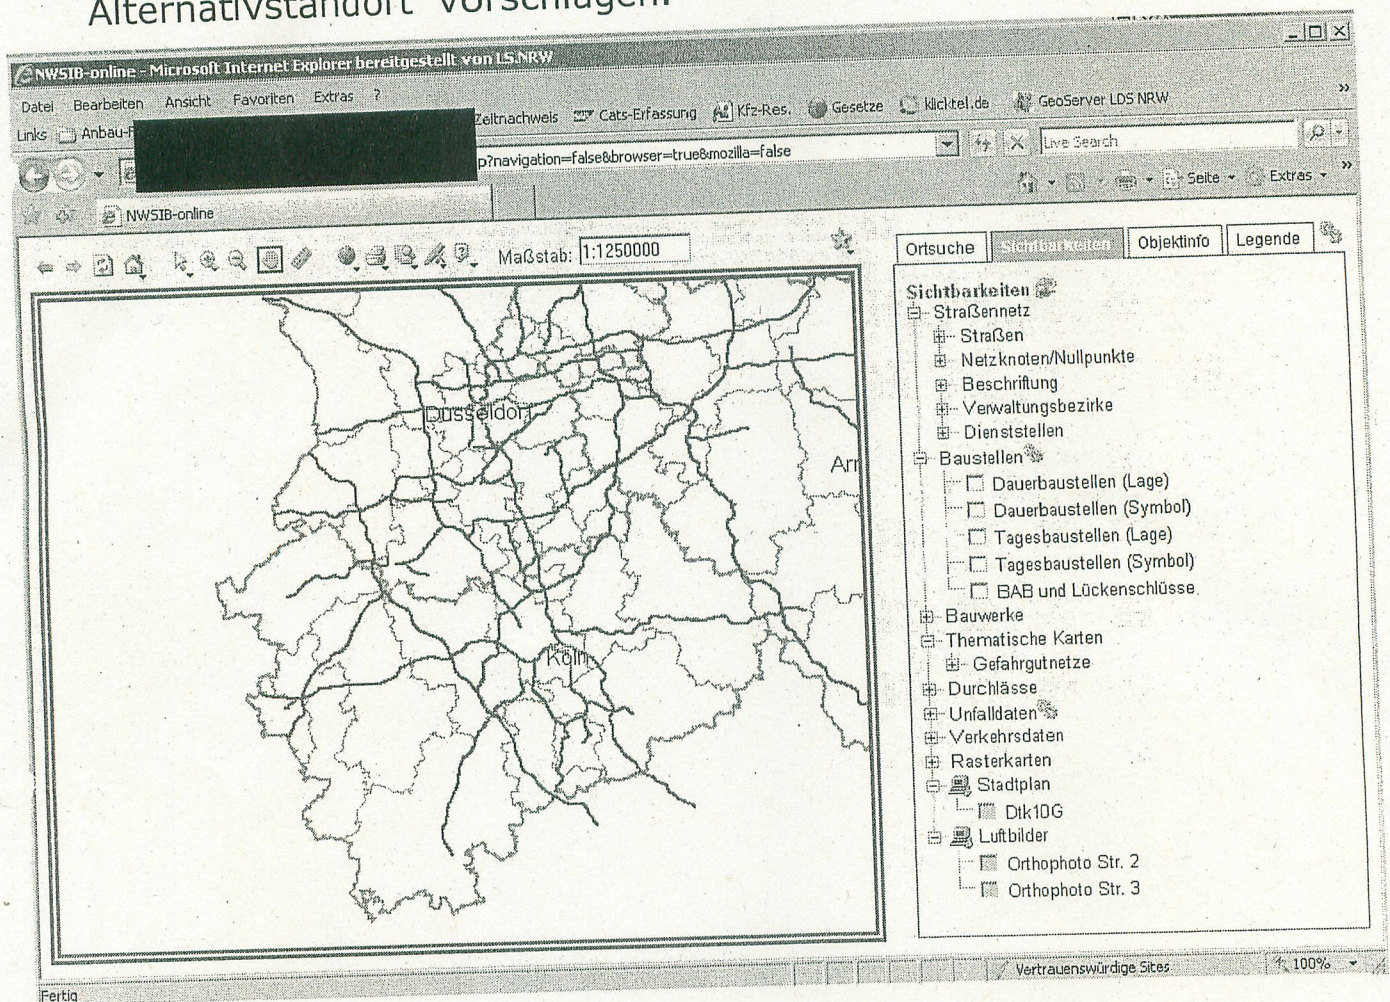 Alternativstandort vorschlagen.
NWSIB-online - Microsoft Internet Explorer bereitgestellt von LS.NRW
Datei Bearbeiten Ansicht Favoriten Extras ?
Links Anbau-F Zeitnachweis Cats-Erfassung Kfz-Res. Gesetze klicktel.de GeoServer LDS NRW »
p?navigation=false&browser=true&mozilla=false Live Search
Seite Extras »
NWSIB-online
Maßstab: 1:1250000
Ortsuche Sichtbarkeiten Objektinfo Legende
Sichtbarkeiten
Straßennetz
Straßen
Netzknoten/Nullpunkte
Beschriftung
Verwaltungsbezirke
Dienststellen
Baustellen
Dauerbaustellen (Lage)
Dauerbaustellen (Symbol)
Tagesbaustellen (Lage)
Tagesbaustellen (Symbol)
BAB und Lückenschlüsse
Bauwerke
Thematische Karten
Gefahrgutnetze
Durchlässe
Unfalldaten
Verkehrsdaten
Rasterkarten
Stadtplan
Dtk10G
Luftbilder
Orthophoto Str. 2
Orthophoto Str. 3
Düsseldorf
Arr
Köln
Vertrauenswürdige Sites 100%
Fertig